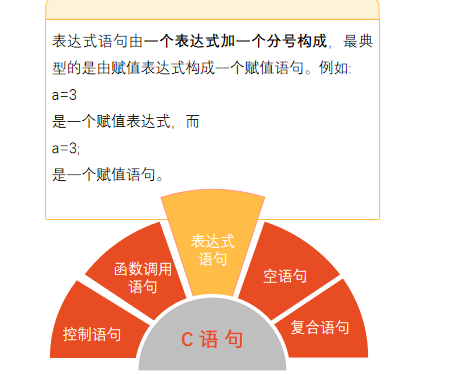 表达式语句由一个表达式加一个分号构成，最典
型的是由赋值表达式构成一个赋值语句。例如:
a=3
是一个赋值表达式，而
a=3;
是一个赋值语句。
表达式
语句
函数调用
语句
空语句
控制语句
复合语句
C 语 句